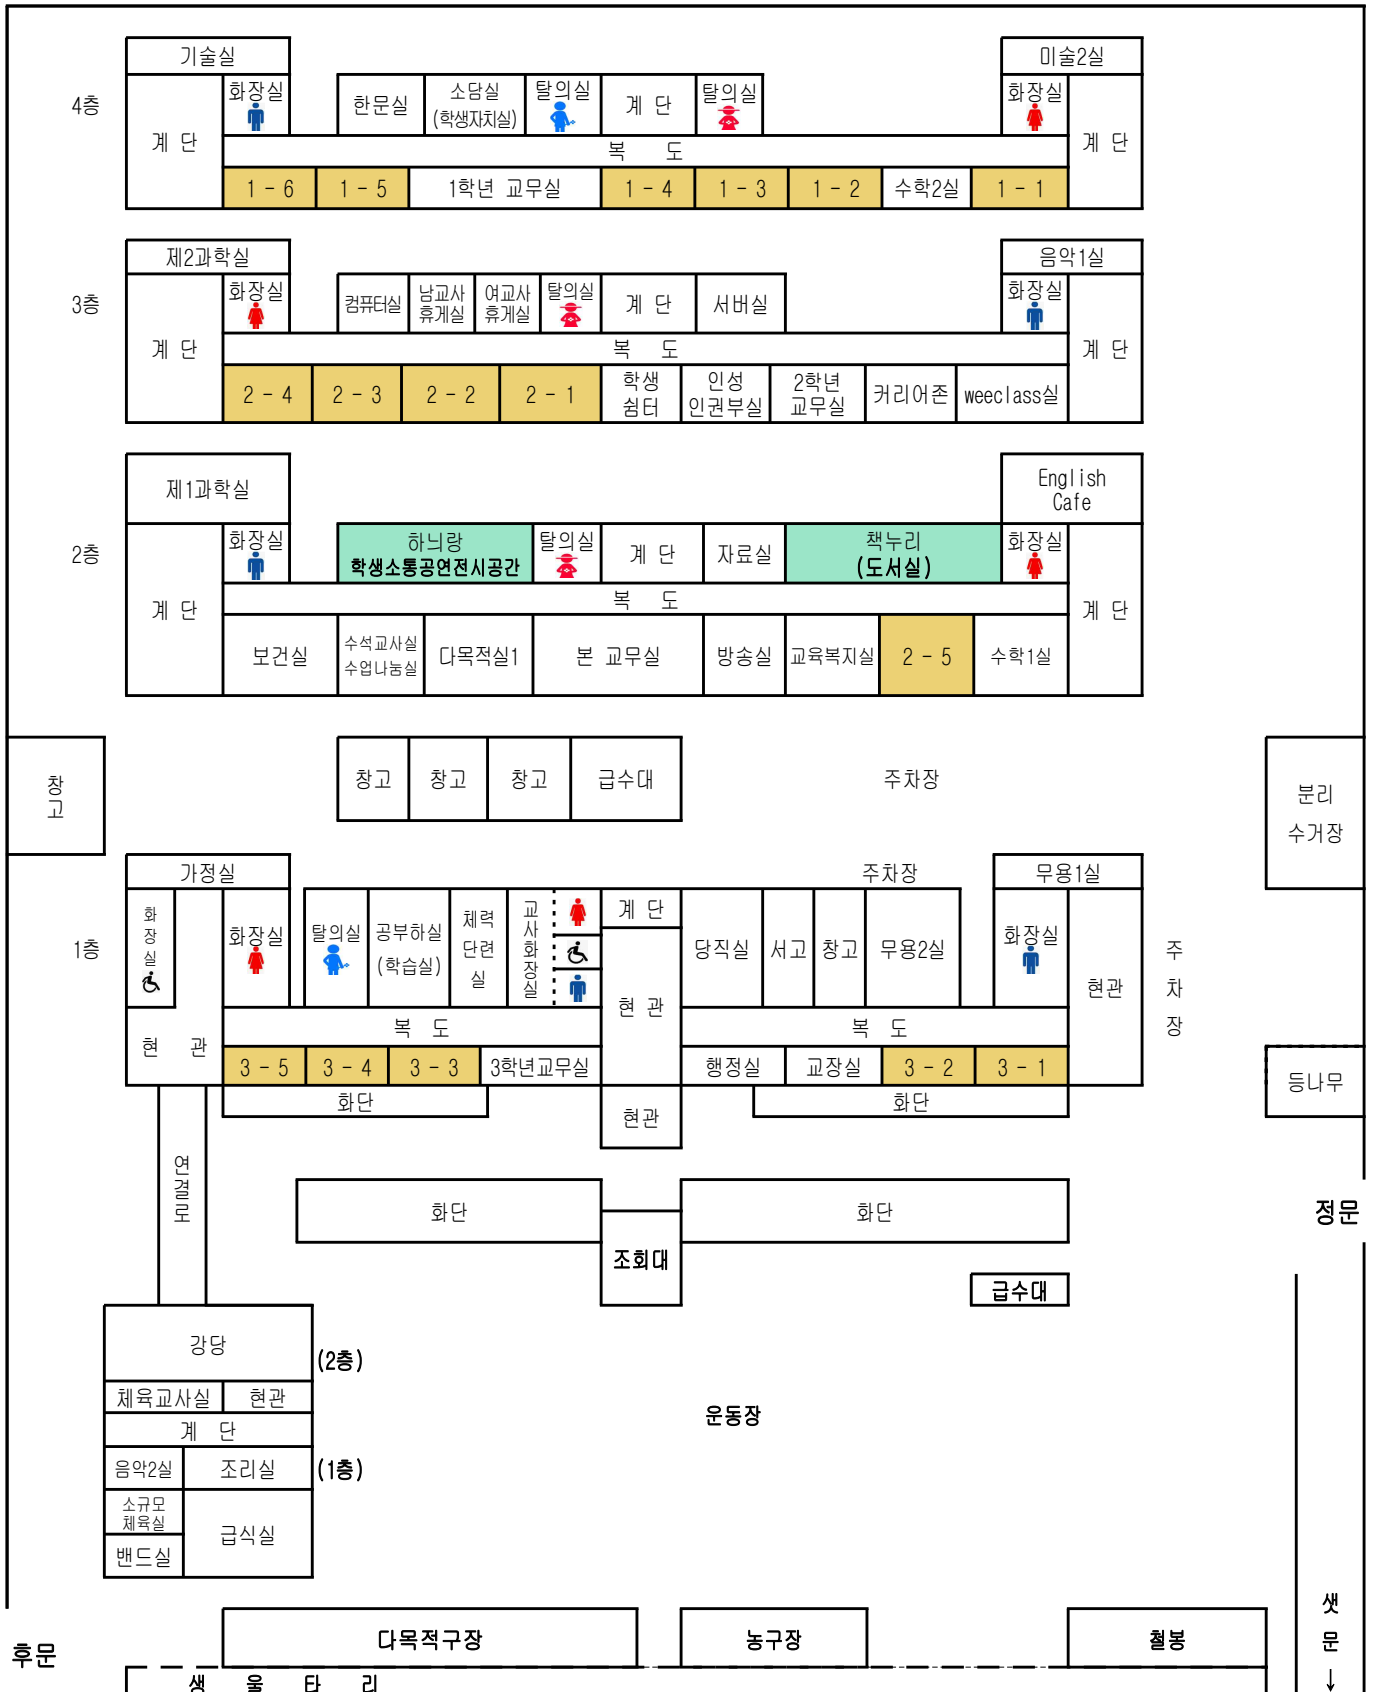 기술실
미술2실
4층
화장실
한문실
소담실
(학생자치실)
탈의실
계 단
탈의실
화장실
계 단
계 단
복 도
1 - 6
1 - 5
1학년 교무실
1 - 4
1 - 3
1 - 2
수학2실
1 - 1
제2과학실
음악1실
3층
화장실
컴퓨터실
남교사
휴게실
여교사
휴게실
탈의실
계 단
서버실
화장실
계 단
계 단
복 도
2 - 4
2 - 3
2 - 2
2 - 1
학생
쉼터
인성
인권부실
2학년
교무실
커리어존
weeclass실
제1과학실
English
Cafe
2층
화장실
하늬랑
학생소통공연전시공간
탈의실
계 단
자료실
책누리
(도서실)
화장실
계 단
계 단
복 도
보건실
수석교사실
수업나눔실
다목적실1
본 교무실
방송실
교육복지실
2 - 5
수학1실
창
고
창고
창고
창고
급수대
주차장
분리
수거장
가정실
주차장
무용1실
1층
화
장
실
화장실
탈의실
공부하실
(학습실)
체력
단련
실
교
사
화
장
실
계 단
당직실
서고
창고
무용2실
화장실
현관
주
차
장
현 관
현 관
복 도
복 도
3 - 5
3 - 4
3 - 3
3학년교무실
행정실
교장실
3 - 2
3 - 1
등나무
화단
현관
화단
연
결
로
화단
화단
정문
조회대
급수대
강당
(2층)
체육교사실
현관
계 단
운동장
음악2실
조리실
(1층)
소규모
체육실
급식실
밴드실
샛
문
↓
후문
다목적구장
농구장
철봉
생 울 타 리